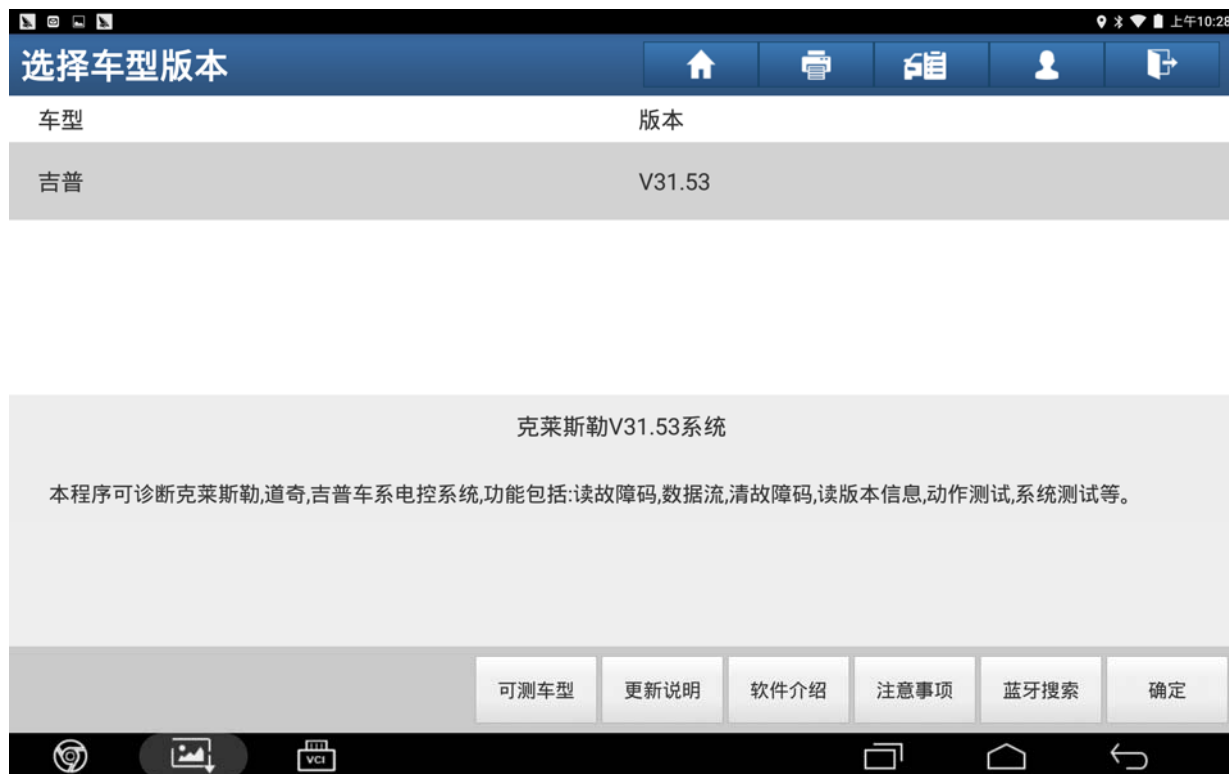 上午10:28
选择车型版本
车型 版本
吉普 V31.53
克莱斯勒V31.53系统
本程序可诊断克莱斯勒,道奇,吉普车系电控系统,功能包括:读故障码,数据流,清故障码,读版本信息,动作测试,系统测试等。
可测车型 更新说明 软件介绍 注意事项 蓝牙搜索 确定
VCI